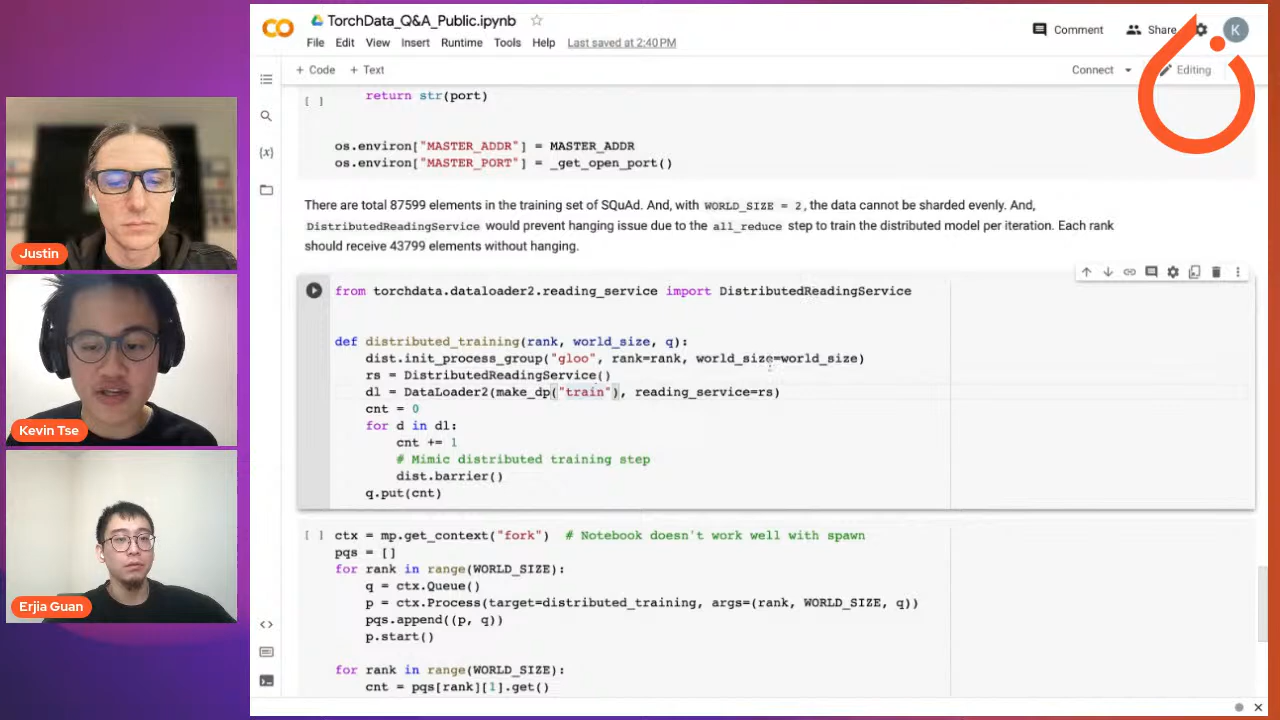 TorchData_Q&A_Public.ipynb
File Edit View Insert Runtime Tools Help Last saved at 2:40 PM
Comment Share K
+ Code + Text Connect Editing
[ ] return str(port)
os.environ["MASTER_ADDR"] = MASTER_ADDR
os.environ["MASTER_PORT"] = _get_open_port()
There are total 87599 elements in the training set of SQuAd. And, with WORLD_SIZE = 2, the data cannot be sharded evenly. And,
DistributedReadingService would prevent hanging issue due to the all_reduce step to train the distributed model per iteration. Each rank
should receive 43799 elements without hanging.
from torchdata.dataloader2.reading_service import DistributedReadingService
def distributed_training(rank, world_size, q):
dist.init_process_group("gloo", rank=rank, world_size=world_size)
rs = DistributedReadingService()
dl = DataLoader2(make_dp("train"), reading_service=rs)
cnt = 0
for d in dl:
cnt += 1
# Mimic distributed training step
dist.barrier()
q.put(cnt)
[ ] ctx = mp.get_context("fork") # Notebook doesn't work well with spawn
pqs = []
for rank in range(WORLD_SIZE):
q = ctx.Queue()
p = ctx.Process(target=distributed_training, args=(rank, WORLD_SIZE, q))
pqs.append((p, q))
p.start()
for rank in range(WORLD_SIZE):
cnt = pqs[rank][1].get()
Justin
Kevin Tse
Erjia Guan